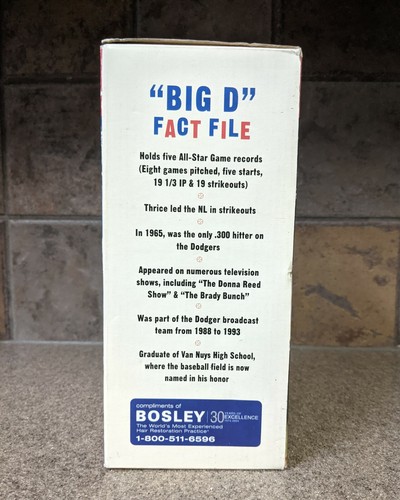 “BIG D”
FACT FILE
Holds five All-Star Game records
(Eight games pitched, five starts,
19 1/3 IP & 19 strikeouts)
Thrice led the NL in strikeouts
In 1965, was the only .300 hitter on
the Dodgers
Appeared on numerous television
shows, including “The Donna Reed
Show” & “The Brady Bunch”
Was part of the Dodger broadcast
team from 1988 to 1993
Graduate of Van Nuys High School,
where the baseball field is now
named in his honor
compliments of
BOSLEY 30 YEARS OF EXCELLENCE
The World's Most Experienced
Hair Restoration Practice
1-800-511-6596